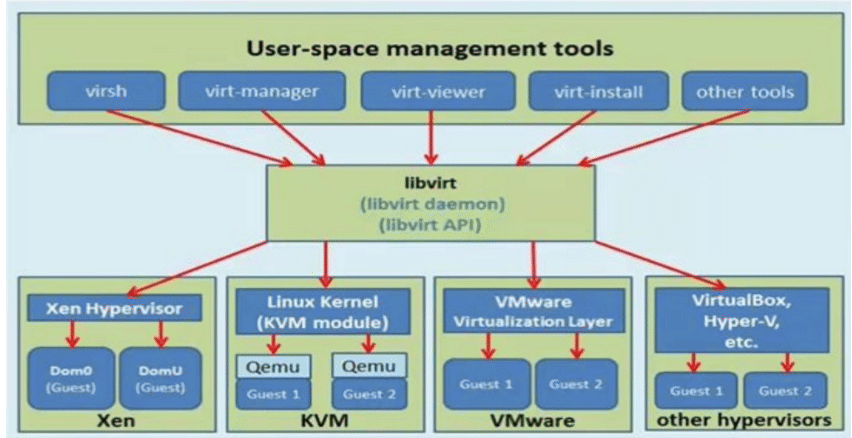 User-space management tools
virsh
virt-manager
virt-viewer
virt-install
other tools
libvirt
(libvirt daemon)
(libvirt API)
Xen Hypervisor
Dom0
(Guest)
DomU
(Guest)
Xen
Linux Kernel
(KVM module)
Qemu
Guest 1
Qemu
Guest 2
KVM
VMware
Virtualization Layer
Guest 1
Guest 2
VMware
VirtualBox,
Hyper-V,
etc.
Guest 1
Guest 2
other hypervisors